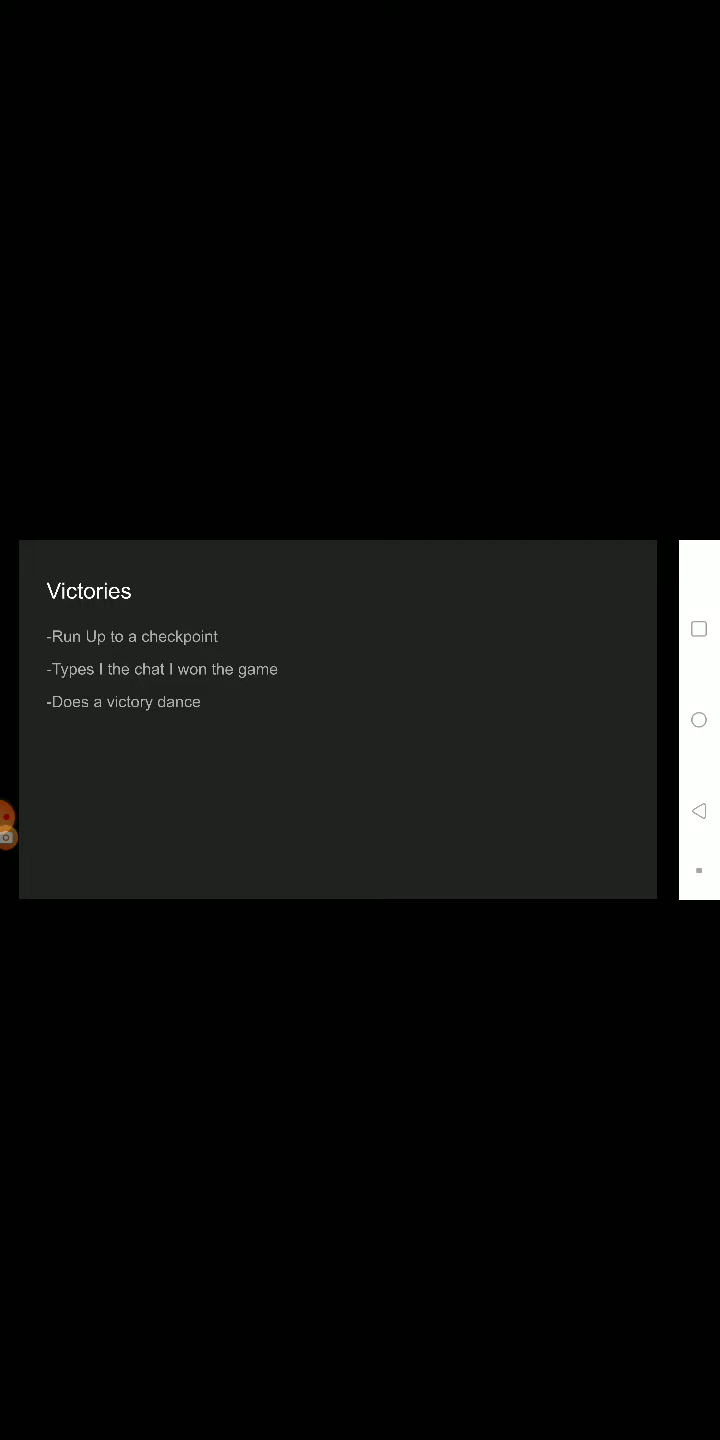 Victories
-Run Up to a checkpoint
-Types I the chat I won the game
-Does a victory dance